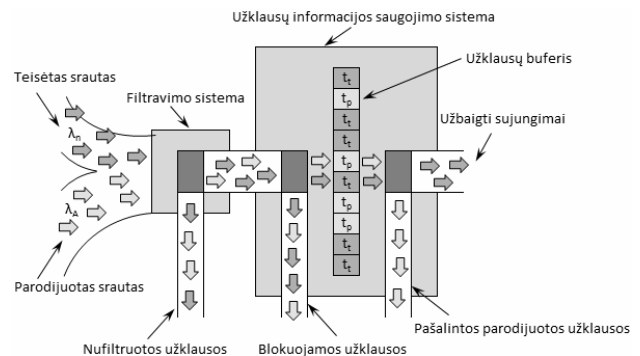 Užklausų informacijos saugojimo sistema
Teisėtas srautas
Užklausų buferis
Filtravimo sistema
Užbaigti sujungimai
λn
λA
tt
tp
tt
tt
tp
tt
tp
tp
tt
tt
Parodijuotas srautas
Pašalintos parodijuotos užklausos
Nufiltruotos užklausos
Blokuojamos užklausos